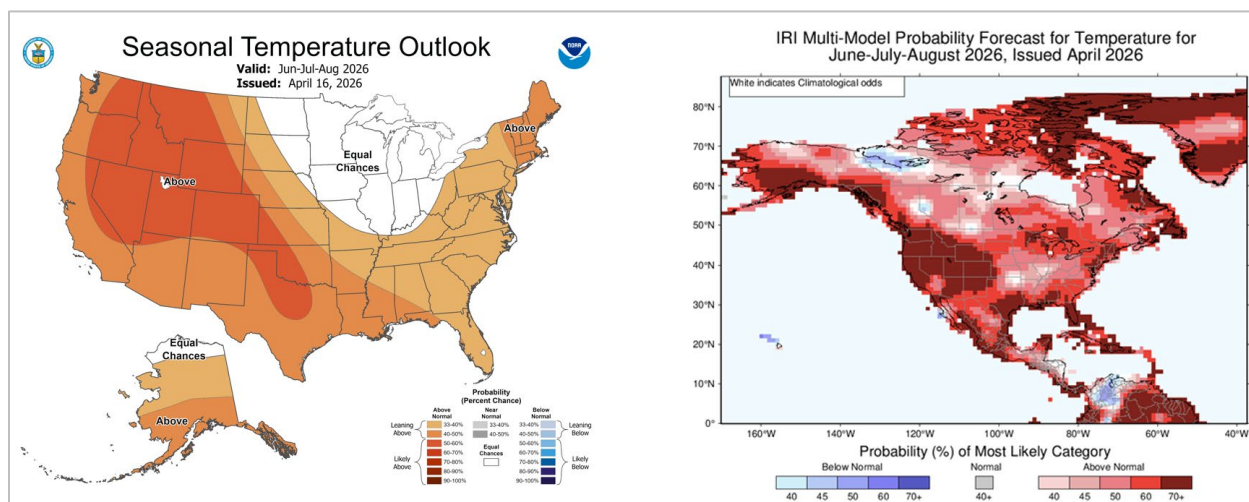 Seasonal Temperature Outlook
Valid: Jun-Jul-Aug 2026
Issued: April 16, 2026
NOAA
Above
Equal
Chances
Above
Equal
Chances
Above
Probability
(Percent Chance)
Above
Normal
Near
Normal
Below
Normal
Leaning
Above
33-40%
33-40%
33-40%
Leaning
Below
40-50%
40-50%
40-50%
50-60%
Equal
Chances
50-60%
Likely
Above
60-70%
60-70%
Likely
Below
70-80%
70-80%
80-90%
80-90%
90-100%
90-100%
IRI Multi-Model Probability Forecast for Temperature for
June-July-August 2026, Issued April 2026
White indicates Climatological odds
80°N
70°N
60°N
50°N
40°N
30°N
20°N
10°N
0°
160°W
140°W
120°W
100°W
80°W
60°W
40°W
Probability (%) of Most Likely Category
Below Normal
Normal
Above Normal
40 45 50 60 70+
40+
40 45 50 60 70+